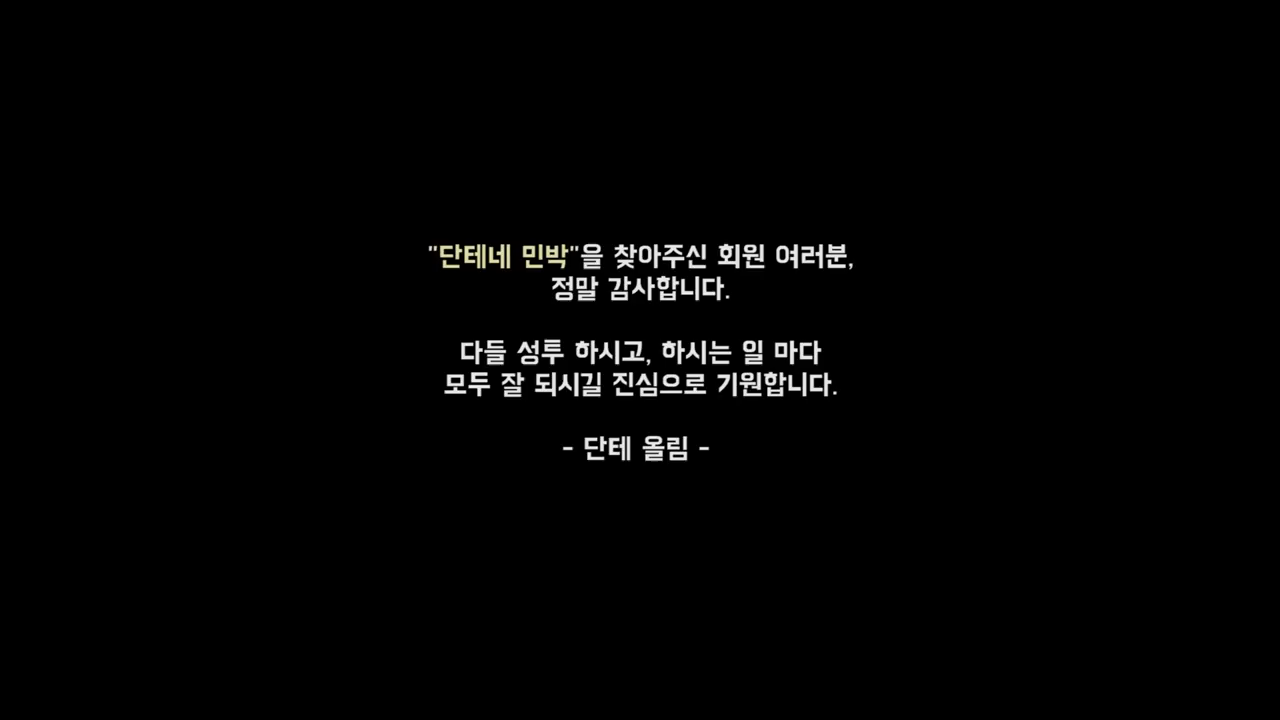 "단테네 민박"을 찾아주신 회원 여러분,
정말 감사합니다.
다들 성투 하시고, 하시는 일 마다
모두 잘 되시길 진심으로 기원합니다.
- 단테 올림 -